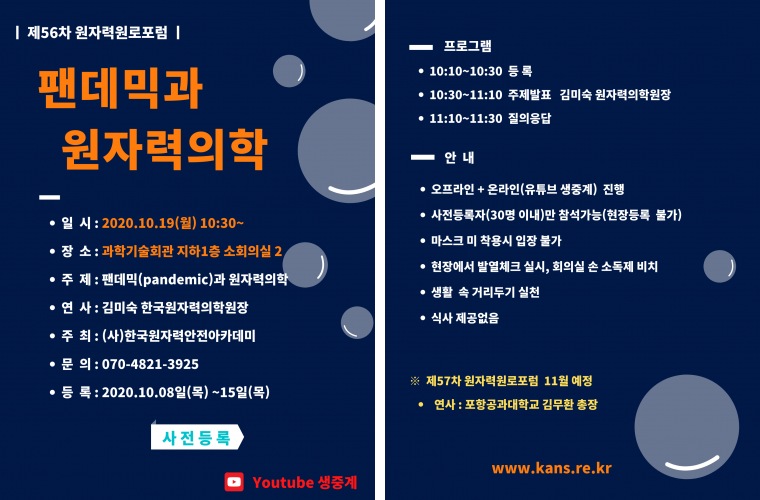 | 제56차 원자력원로포럼 |
팬데믹과
원자력의학
• 일 시 : 2020.10.19(월) 10:30~
• 장 소 : 과학기술회관 지하1층 소회의실 2
• 주 제 : 팬데믹(pandemic)과 원자력의학
• 연 사 : 김미숙 한국원자력의학원장
• 주 최 : (사)한국원자력안전아카데미
• 문 의 : 070-4821-3925
• 등 록 : 2020.10.08일(목) ~15일(목)
사전등록
Youtube 생중계
프로그램
• 10:10~10:30 등 록
• 10:30~11:10 주제발표 김미숙 원자력의학원장
• 11:10~11:30 질의응답
안 내
• 오프라인 + 온라인(유튜브 생중계) 진행
• 사전등록자(30명 이내)만 참석가능(현장등록 불가)
• 마스크 미 착용시 입장 불가
• 현장에서 발열체크 실시, 회의실 손 소독제 비치
• 생활 속 거리두기 실천
• 식사 제공없음
※ 제57차 원자력원로포럼 11월 예정
• 연사 : 포항공과대학교 김무환 총장
www.kans.re.kr